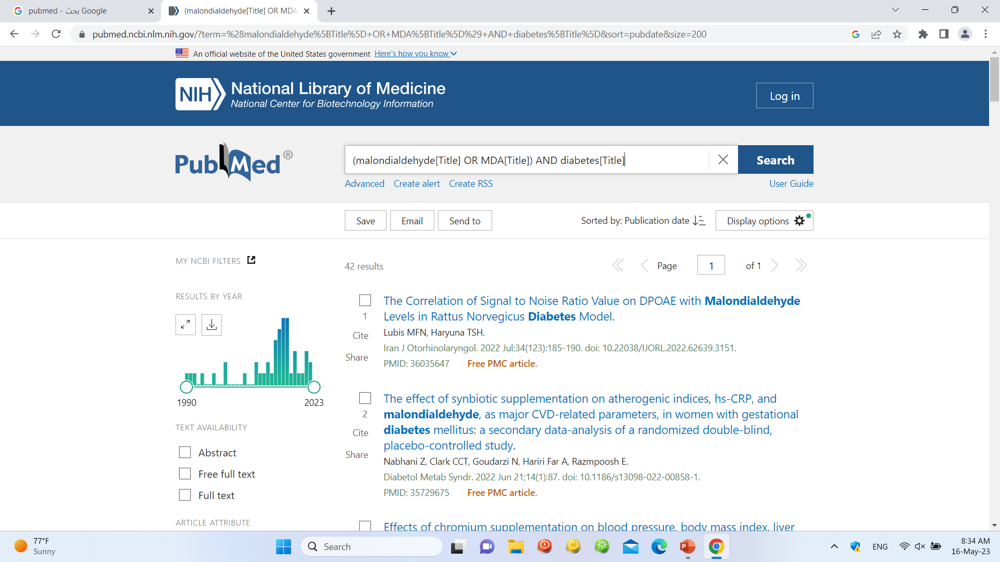 pubmed - بحث Google
(malondialdehyde[Title] OR MDA
pubmed.ncbi.nlm.nih.gov/?term=%28malondialdehyde%5BTitle%5D+OR+MDA%5BTitle%5D%29+AND+diabetes%5BTitle%5D&sort=pubdate&size=200
An official website of the United States government Here's how you know
NIH National Library of Medicine
National Center for Biotechnology Information
Log in
PubMed®
(malondialdehyde[Title] OR MDA[Title]) AND diabetes[Title]
Search
Advanced Create alert Create RSS User Guide
Save Email Send to Sorted by: Publication date Display options
MY NCBI FILTERS
42 results
Page 1 of 1
RESULTS BY YEAR
1990 2023
TEXT AVAILABILITY
Abstract
Free full text
Full text
ARTICLE ATTRIBUTE
1
Cite
Share
The Correlation of Signal to Noise Ratio Value on DPOAE with Malondialdehyde
Levels in Rattus Norvegicus Diabetes Model.
Lubis MFN, Haryuna TSH.
Iran J Otorhinolaryngol. 2022 Jul;34(123):185-190. doi: 10.22038/IJORL.2022.62639.3151.
PMID: 36035647 Free PMC article.
2
Cite
Share
The effect of synbiotic supplementation on atherogenic indices, hs-CRP, and
malondialdehyde, as major CVD-related parameters, in women with gestational
diabetes mellitus: a secondary data-analysis of a randomized double-blind,
placebo-controlled study.
Nabhani Z, Clark CCT, Goudarzi N, Hariri Far A, Razmpoosh E.
Diabetol Metab Syndr. 2022 Jun 21;14(1):87. doi: 10.1186/s13098-022-00858-1.
PMID: 35729675 Free PMC article.
Effects of chromium supplementation on blood pressure, body mass index, liver
77°F
Sunny
Search
ENG
8:34 AM
16-May-23